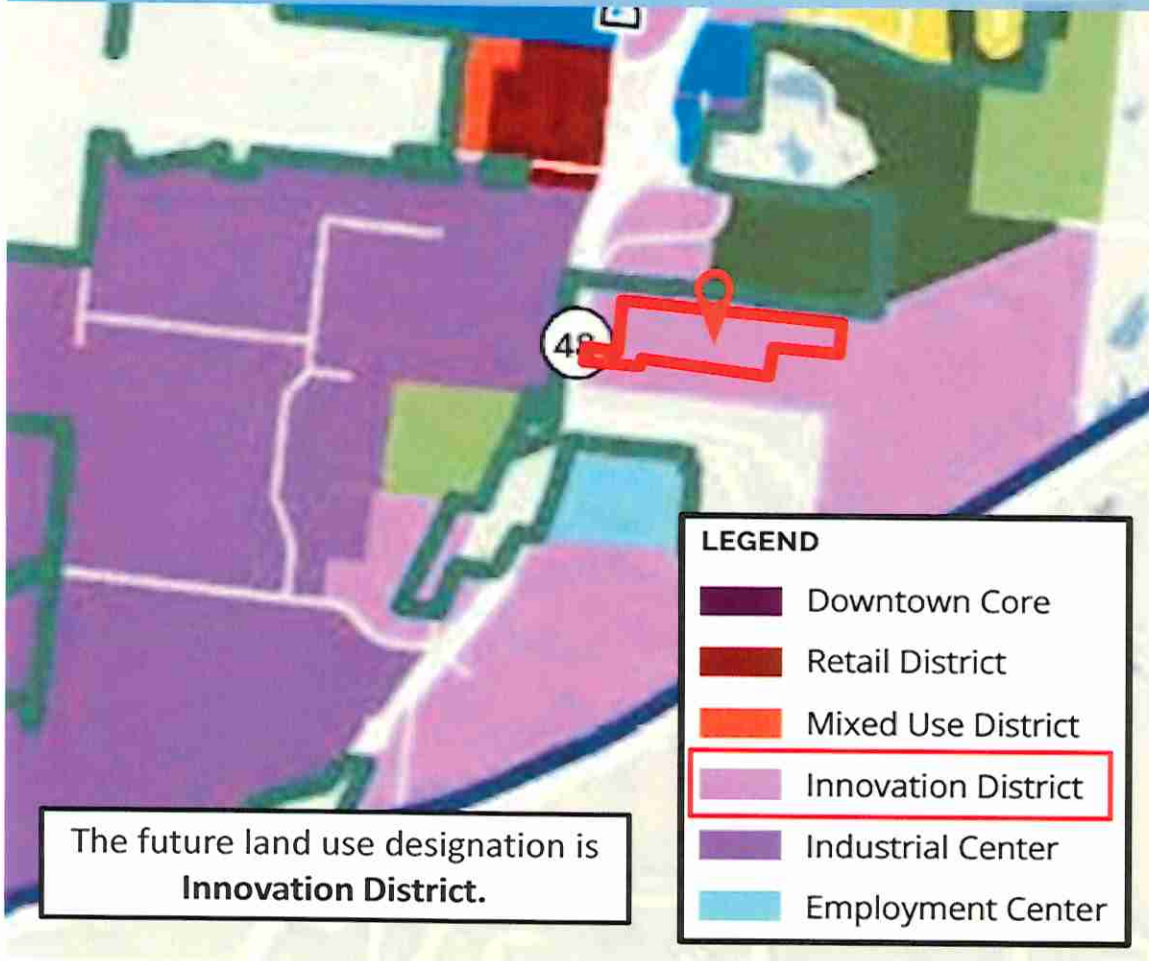 48
LEGEND
Downtown Core
Retail District
Mixed Use District
Innovation District
Industrial Center
Employment Center
The future land use designation is
Innovation District.